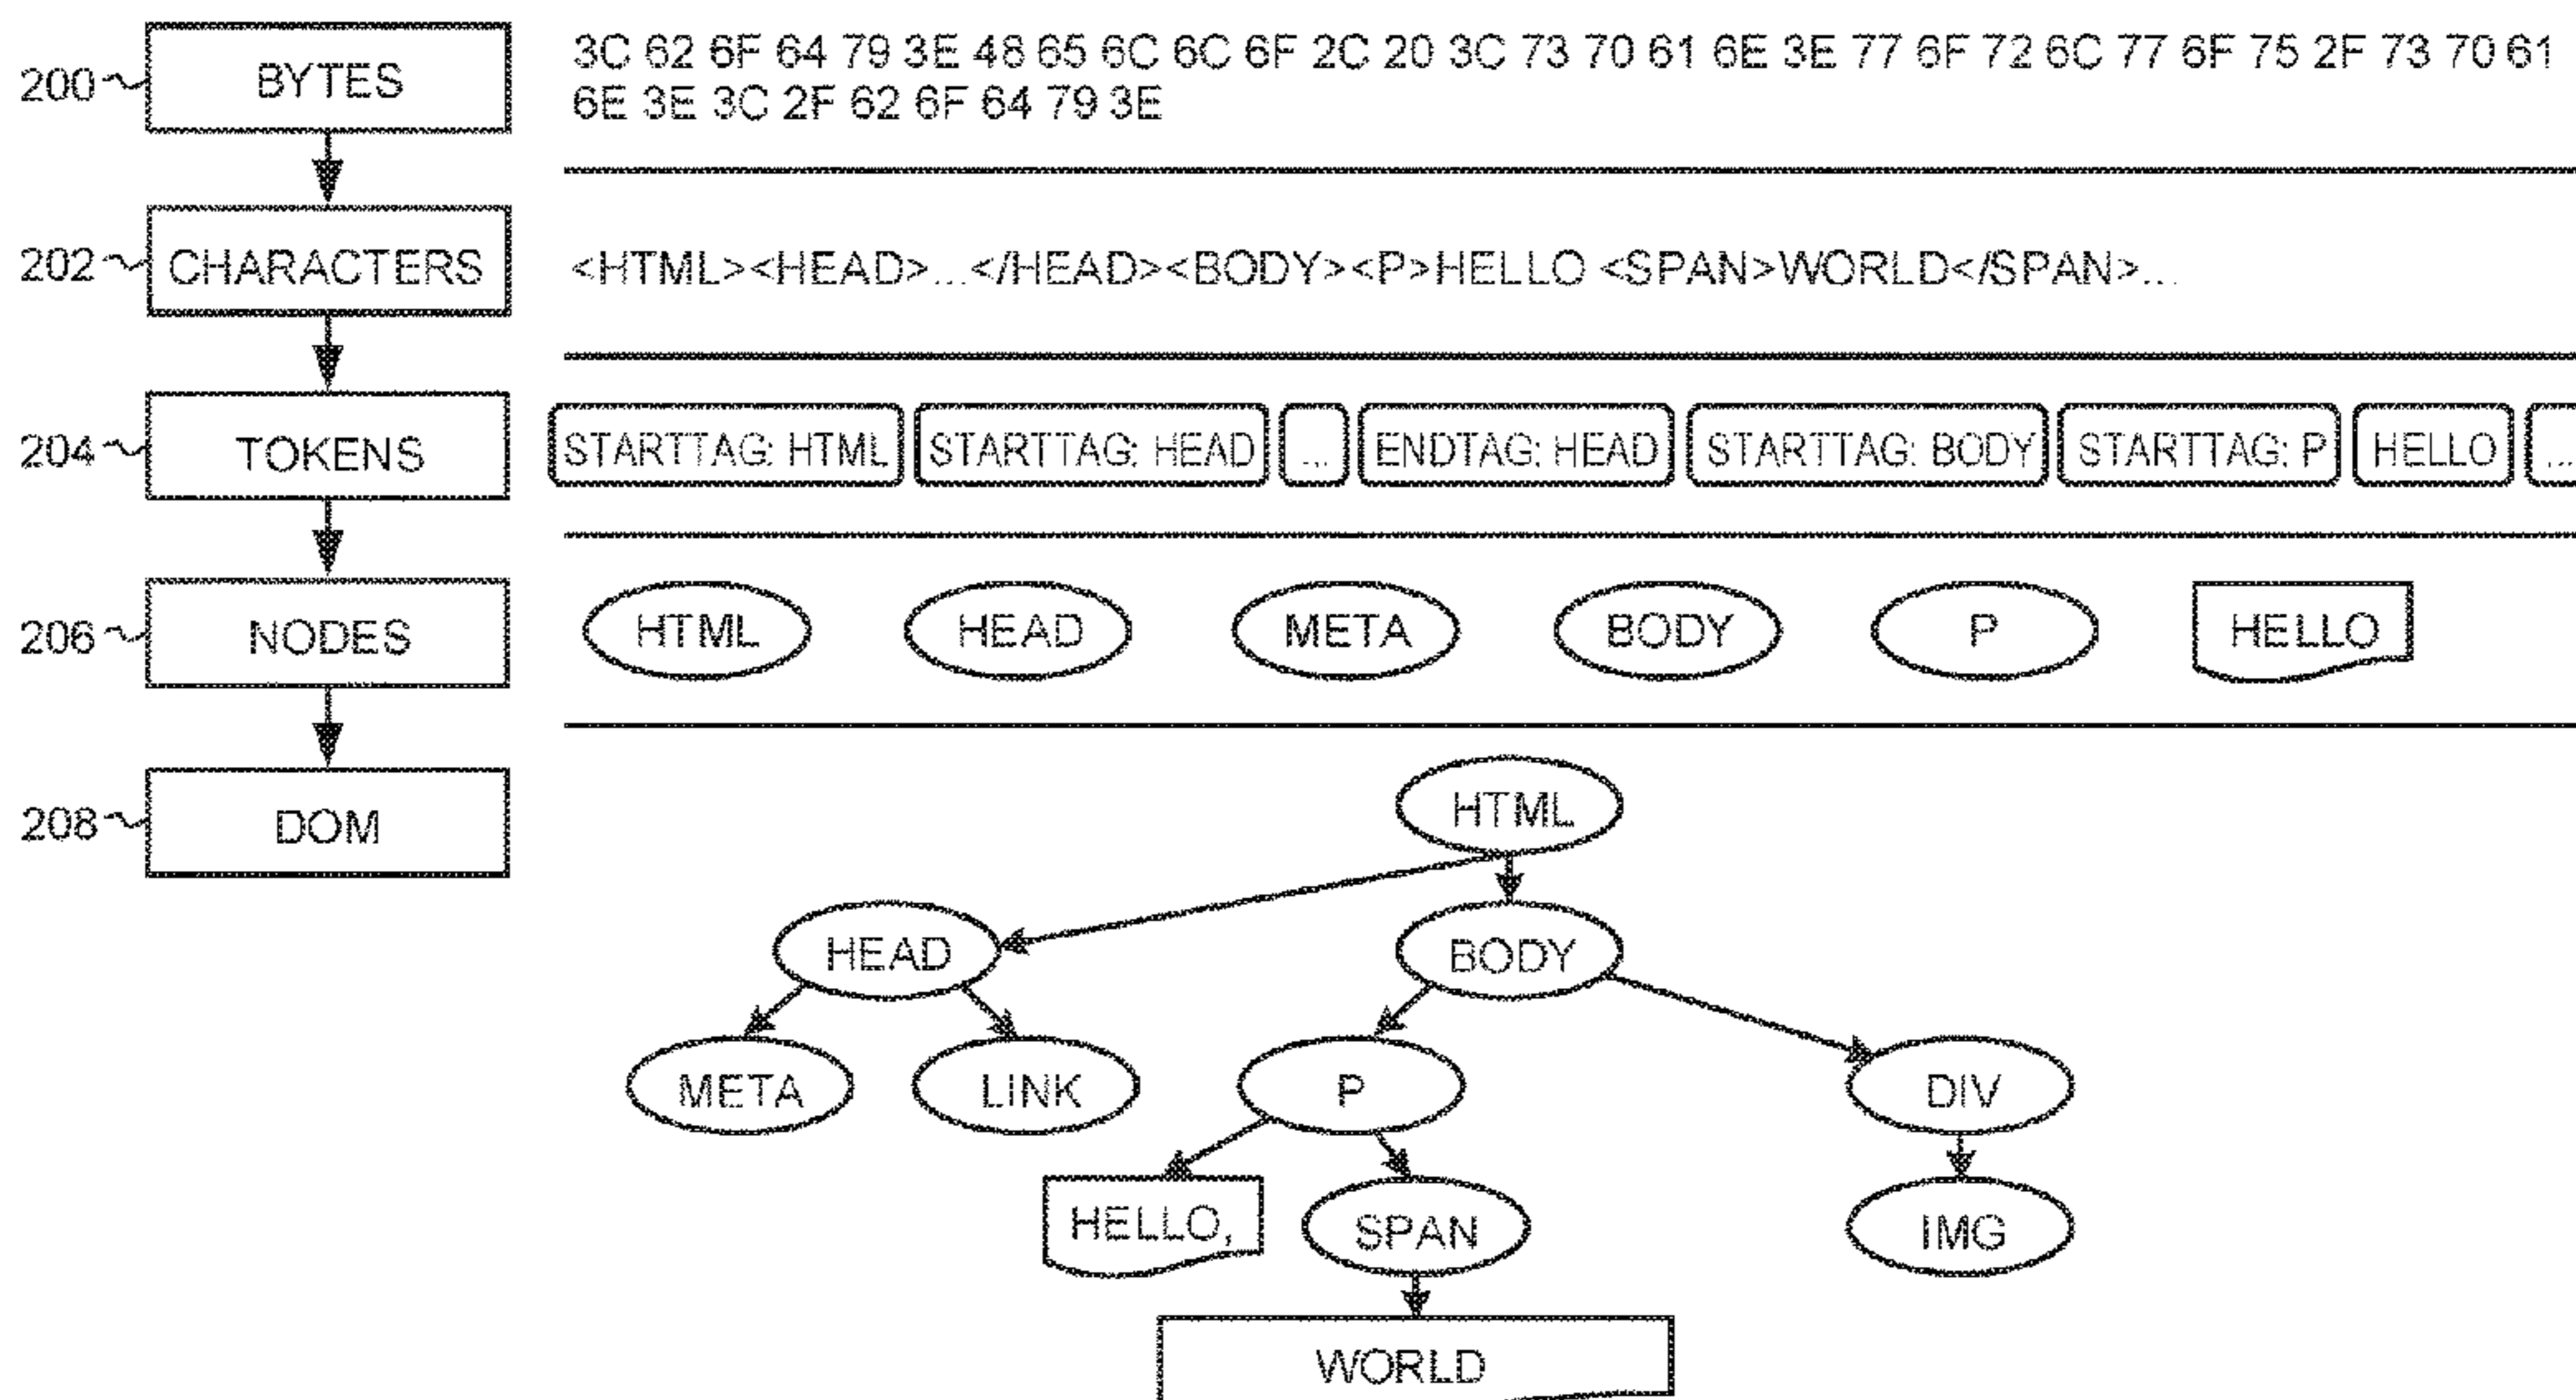 200 BYTES 3C 62 6F 64 79 3E 48 65 6C 6C 6F 2C 20 3C 73 70 61 6E 3E 77 6F 72 6C 77 6F 75 2F 73 70 61
6E 3E 3C 2F 62 6F 64 79 3E
202 CHARACTERS <HTML><HEAD>... </HEAD><BODY><P>HELLO <SPAN>WORLD</SPAN>...
204 TOKENS STARTTAG: HTML STARTTAG: HEAD ... ENDTAG: HEAD STARTTAG: BODY STARTTAG: P HELLO ...
206 NODES HTML HEAD META BODY P HELLO
208 DOM HTML
HEAD BODY
META LINK P DIV
HELLO, SPAN IMG
WORLD